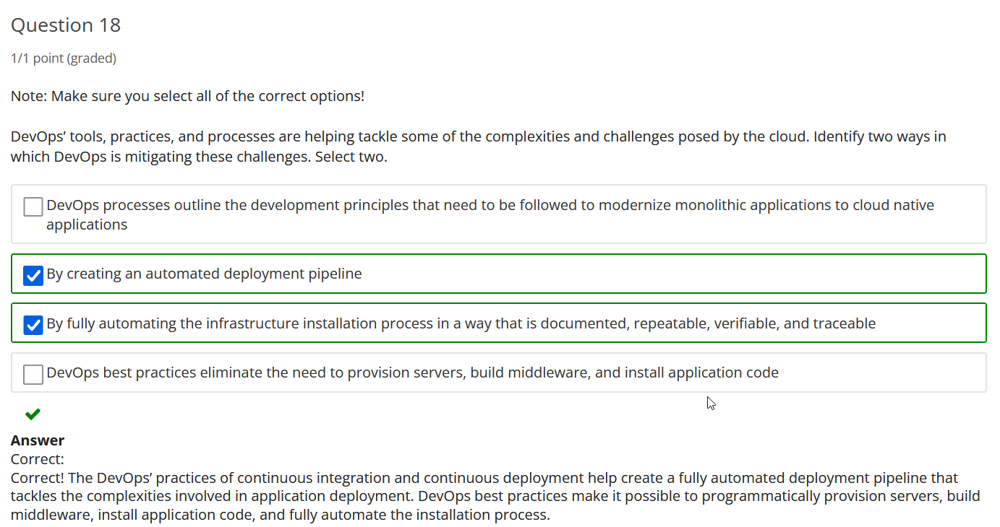 Question 18
1/1 point (graded)
Note: Make sure you select all of the correct options!
DevOps’ tools, practices, and processes are helping tackle some of the complexities and challenges posed by the cloud. Identify two ways in
which DevOps is mitigating these challenges. Select two.
DevOps processes outline the development principles that need to be followed to modernize monolithic applications to cloud native
applications
By creating an automated deployment pipeline
By fully automating the infrastructure installation process in a way that is documented, repeatable, verifiable, and traceable
DevOps best practices eliminate the need to provision servers, build middleware, and install application code
Answer
Correct:
Correct! The DevOps’ practices of continuous integration and continuous deployment help create a fully automated deployment pipeline that
tackles the complexities involved in application deployment. DevOps best practices make it possible to programmatically provision servers, build
middleware, install application code, and fully automate the installation process.